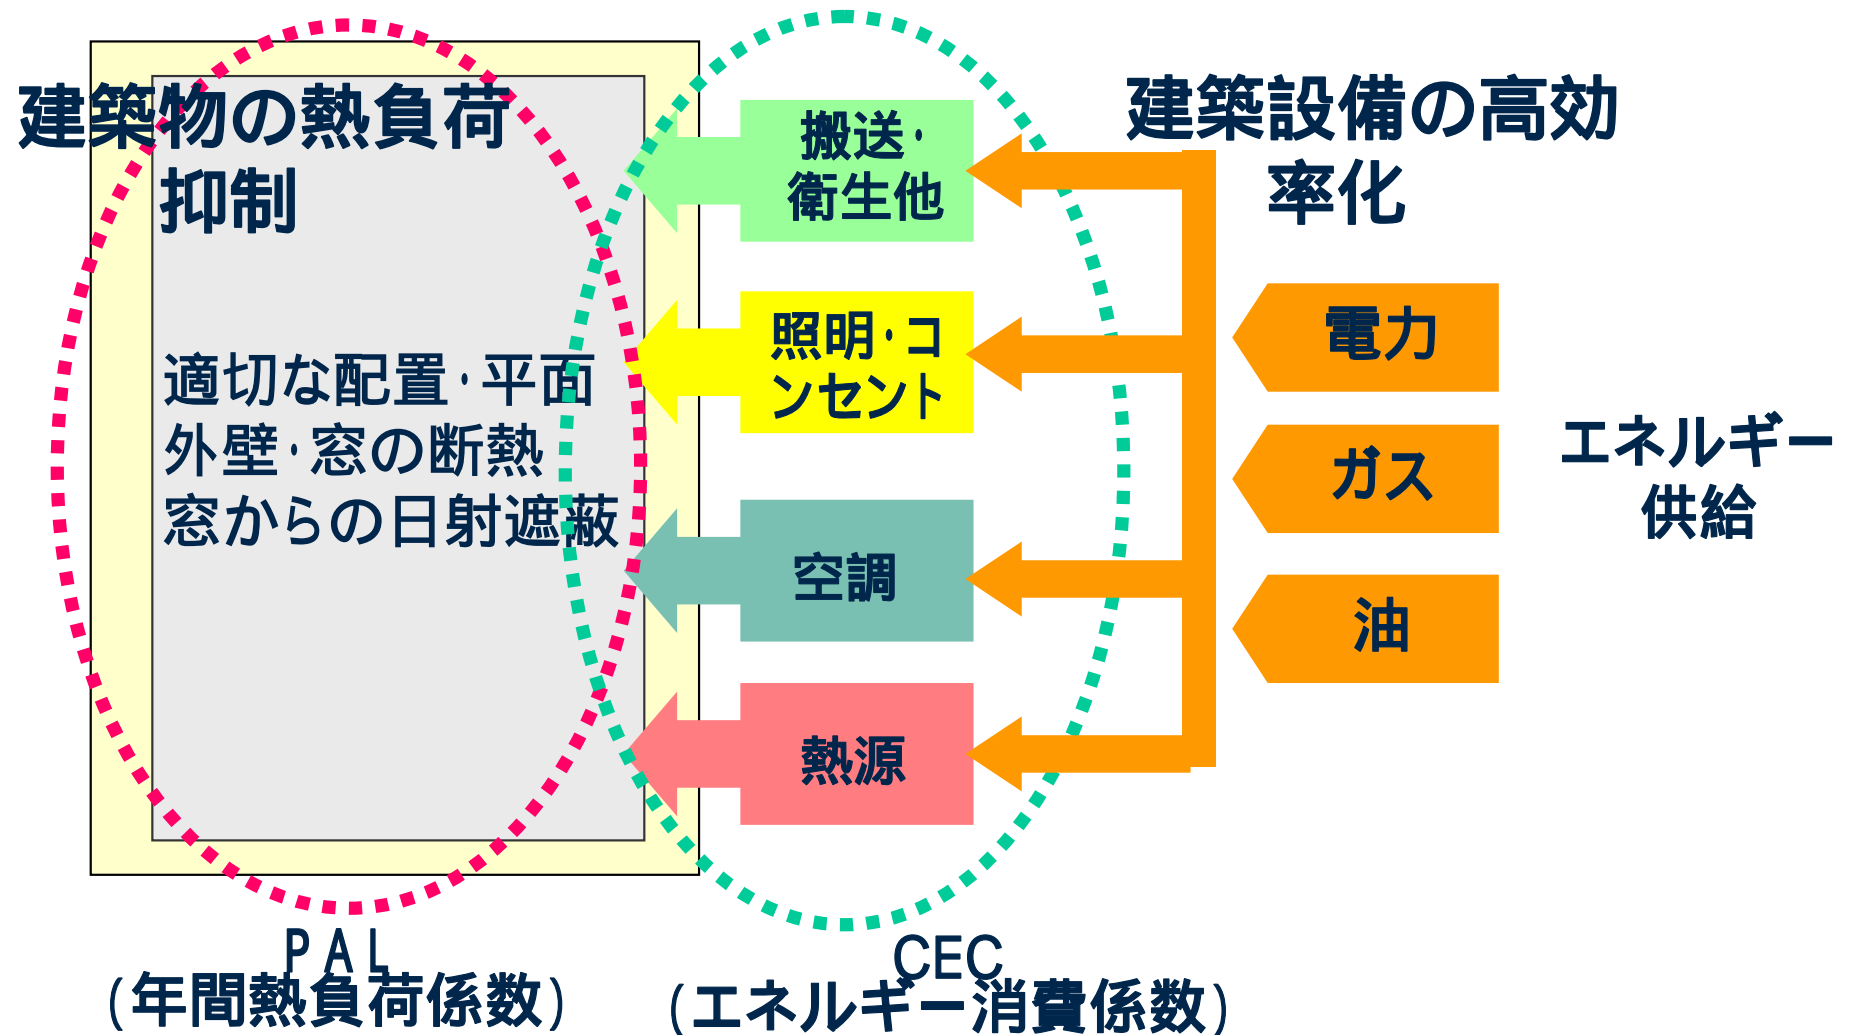 建築物の熱負荷
抑制
適切な配置・平面
外壁・窓の断熱
窓からの日射遮蔽
搬送・
衛生他
照明・コ
ンセント
空調
熱源
建築設備の高効
率化
電力
ガス
油
エネルギー
供給
ＰＡＬ
（年間熱負荷係数）
CEC
（エネルギー消費係数）